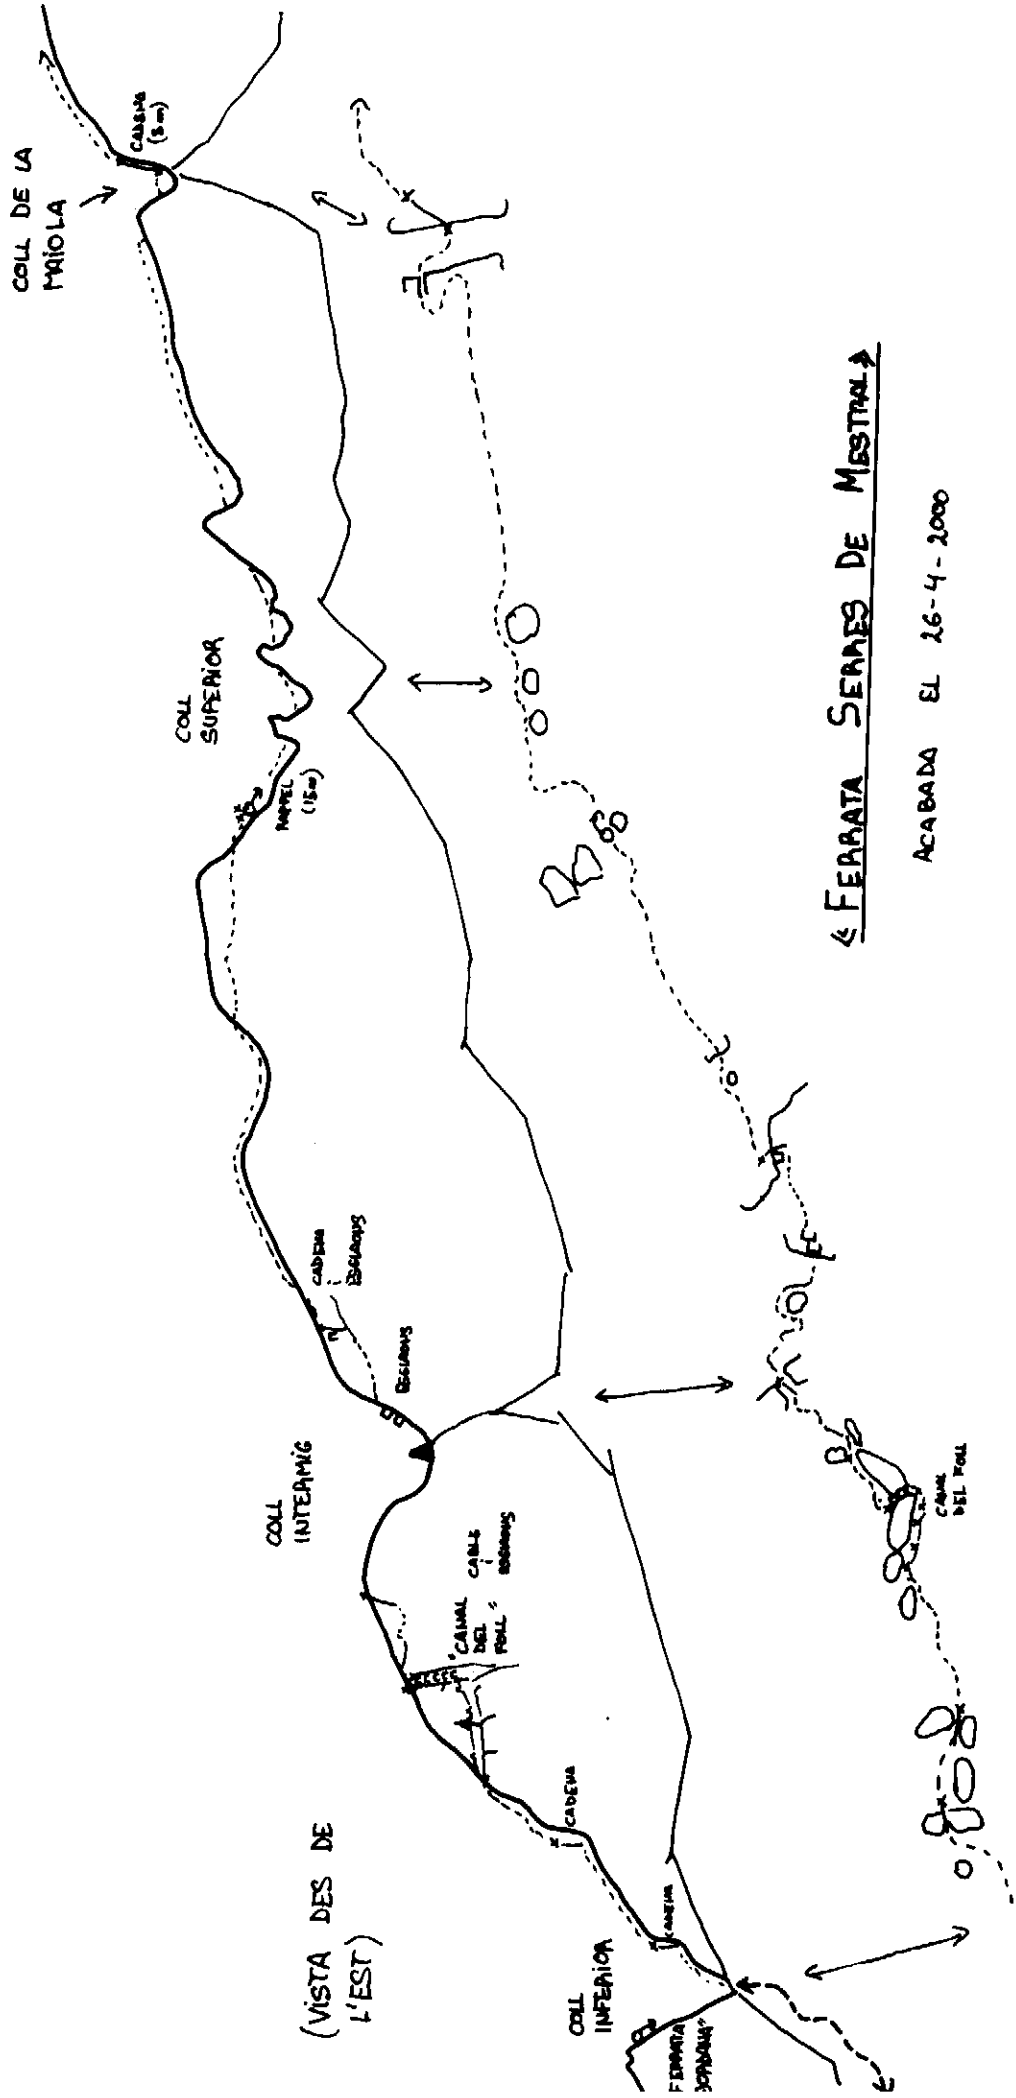 (VISTA DES DE
L'EST)
COLL
INFERIOR
FERRATA
CADENA
CADENA
"CANAL
DEL
FOLL"
CABLE
i
ESGLAONS
COLL
INTERMIG
ESGLAONS
CADENA
i
ESGLAONS
RAPPEL
(15m)
COLL
SUPERIOR
COLL DE LA
MAIOLA
CADENA
(5m)
CANAL
DEL FOLL
« FERRATA SERRES DE MESTRAL»
ACABADA EL 26-4-2000